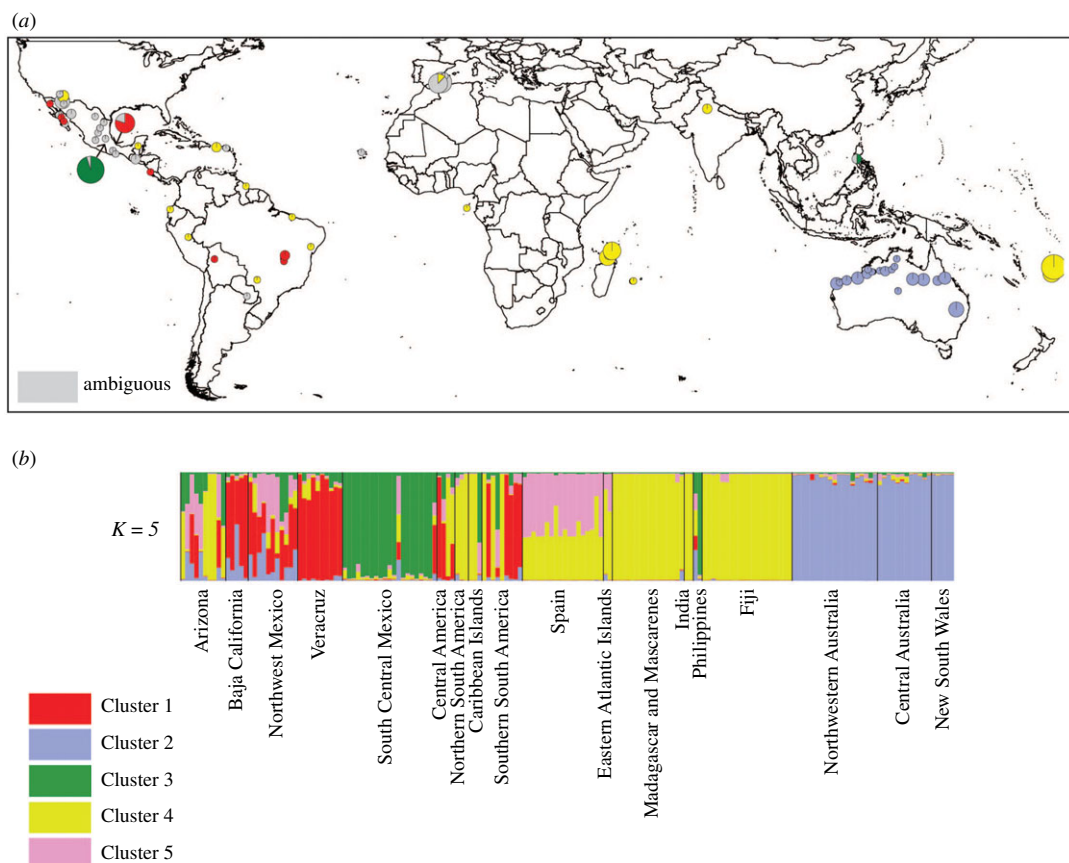 (a)
ambiguous
(b)
K = 5
Arizona
Baja California
Northwest Mexico
Veracruz
South Central Mexico
Central America
Northern South America
Caribbean Islands
Southern South America
Spain
Eastern Atlantic Islands
Madagascar and Mascarenes
India
Philippines
Fiji
Northwestern Australia
Central Australia
New South Wales
Cluster 1
Cluster 2
Cluster 3
Cluster 4
Cluster 5